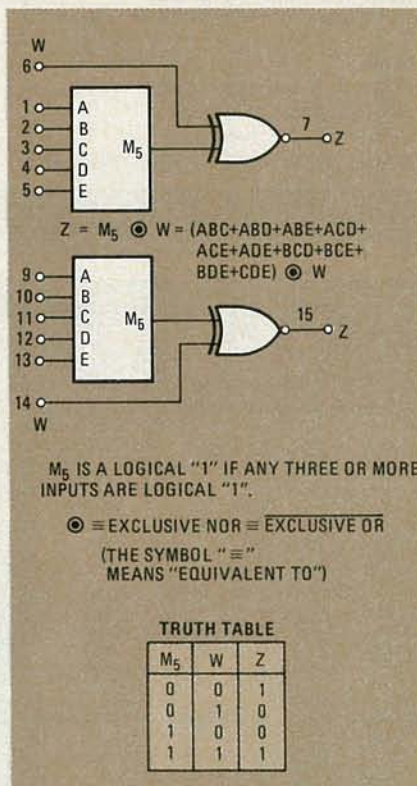 W
6
1 A
2 B
3 C M5
4 D
5 E
7 Z
Z = M5 ⦿ W = (ABC+ABD+ABE+ACD+
ACE+ADE+BCD+BCE+
BDE+CDE) ⦿ W
9 A
10 B
11 C M5
12 D
13 E
15 Z
14
W
M5 IS A LOGICAL "1" IF ANY THREE OR MORE
INPUTS ARE LOGICAL "1".
⦿ ≡ EXCLUSIVE NOR ≡ EXCLUSIVE OR
(THE SYMBOL "≡"
MEANS "EQUIVALENT TO")
TRUTH TABLE
M5 W Z
0 0 1
0 1 0
1 0 0
1 1 1